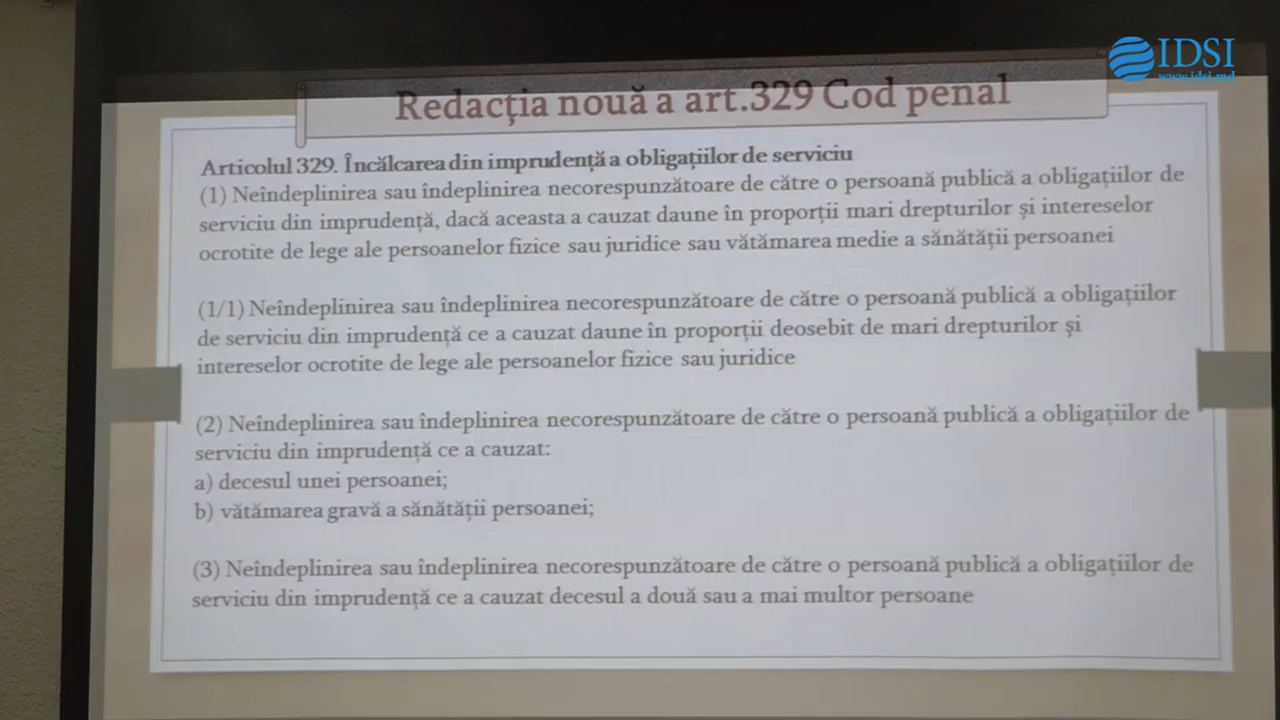 IDSI
www.idsi.md
Redacția nouă a art.329 Cod penal
Articolul 329. Încălcarea din imprudență a obligațiilor de serviciu
(1) Neîndeplinirea sau îndeplinirea necorespunzătoare de către o persoană publică a obligațiilor de
serviciu din imprudență, dacă aceasta a cauzat daune în proporții mari drepturilor și intereselor
ocrotite de lege ale persoanelor fizice sau juridice sau vătămarea medie a sănătății persoanei
(1/1) Neîndeplinirea sau îndeplinirea necorespunzătoare de către o persoană publică a obligațiilor
de serviciu din imprudență ce a cauzat daune în proporții deosebit de mari drepturilor și
intereselor ocrotite de lege ale persoanelor fizice sau juridice
(2) Neîndeplinirea sau îndeplinirea necorespunzătoare de către o persoană publică a obligațiilor de
serviciu din imprudență ce a cauzat:
a) decesul unei persoanei;
b) vătămarea gravă a sănătății persoanei;
(3) Neîndeplinirea sau îndeplinirea necorespunzătoare de către o persoană publică a obligațiilor de
serviciu din imprudență ce a cauzat decesul a două sau a mai multor persoane